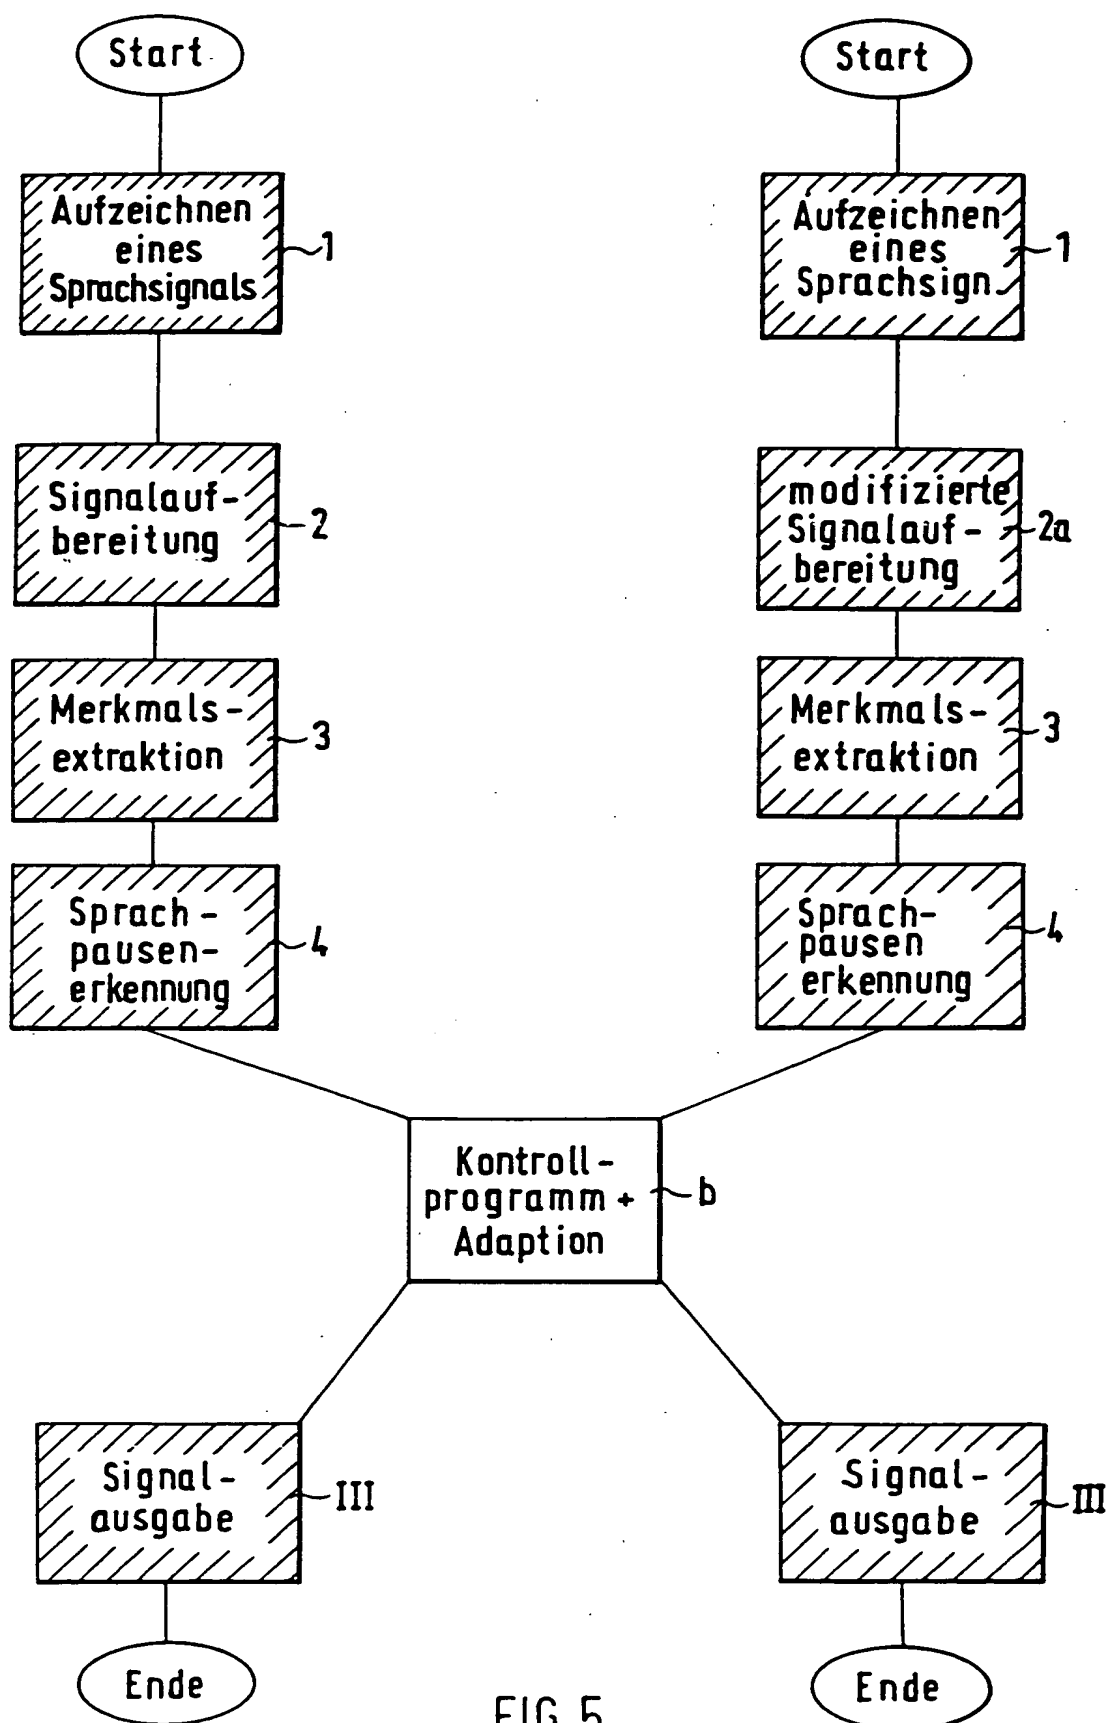 Start
Aufzeichnen
eines
Sprachsignals
1
Signalauf-
bereitung
2
Merkmals-
extraktion
3
Sprach-
pausen-
erkennung
4
Start
Aufzeichnen
eines
Sprachsign.
1
modifizierte
Signalauf-
bereitung
2a
Merkmals-
extraktion
3
Sprach-
pausen
erkennung
4
Kontroll-
programm +
Adaption
b
Signal-
ausgabe
III
Ende
Signal-
ausgabe
III
Ende
FIG. 5